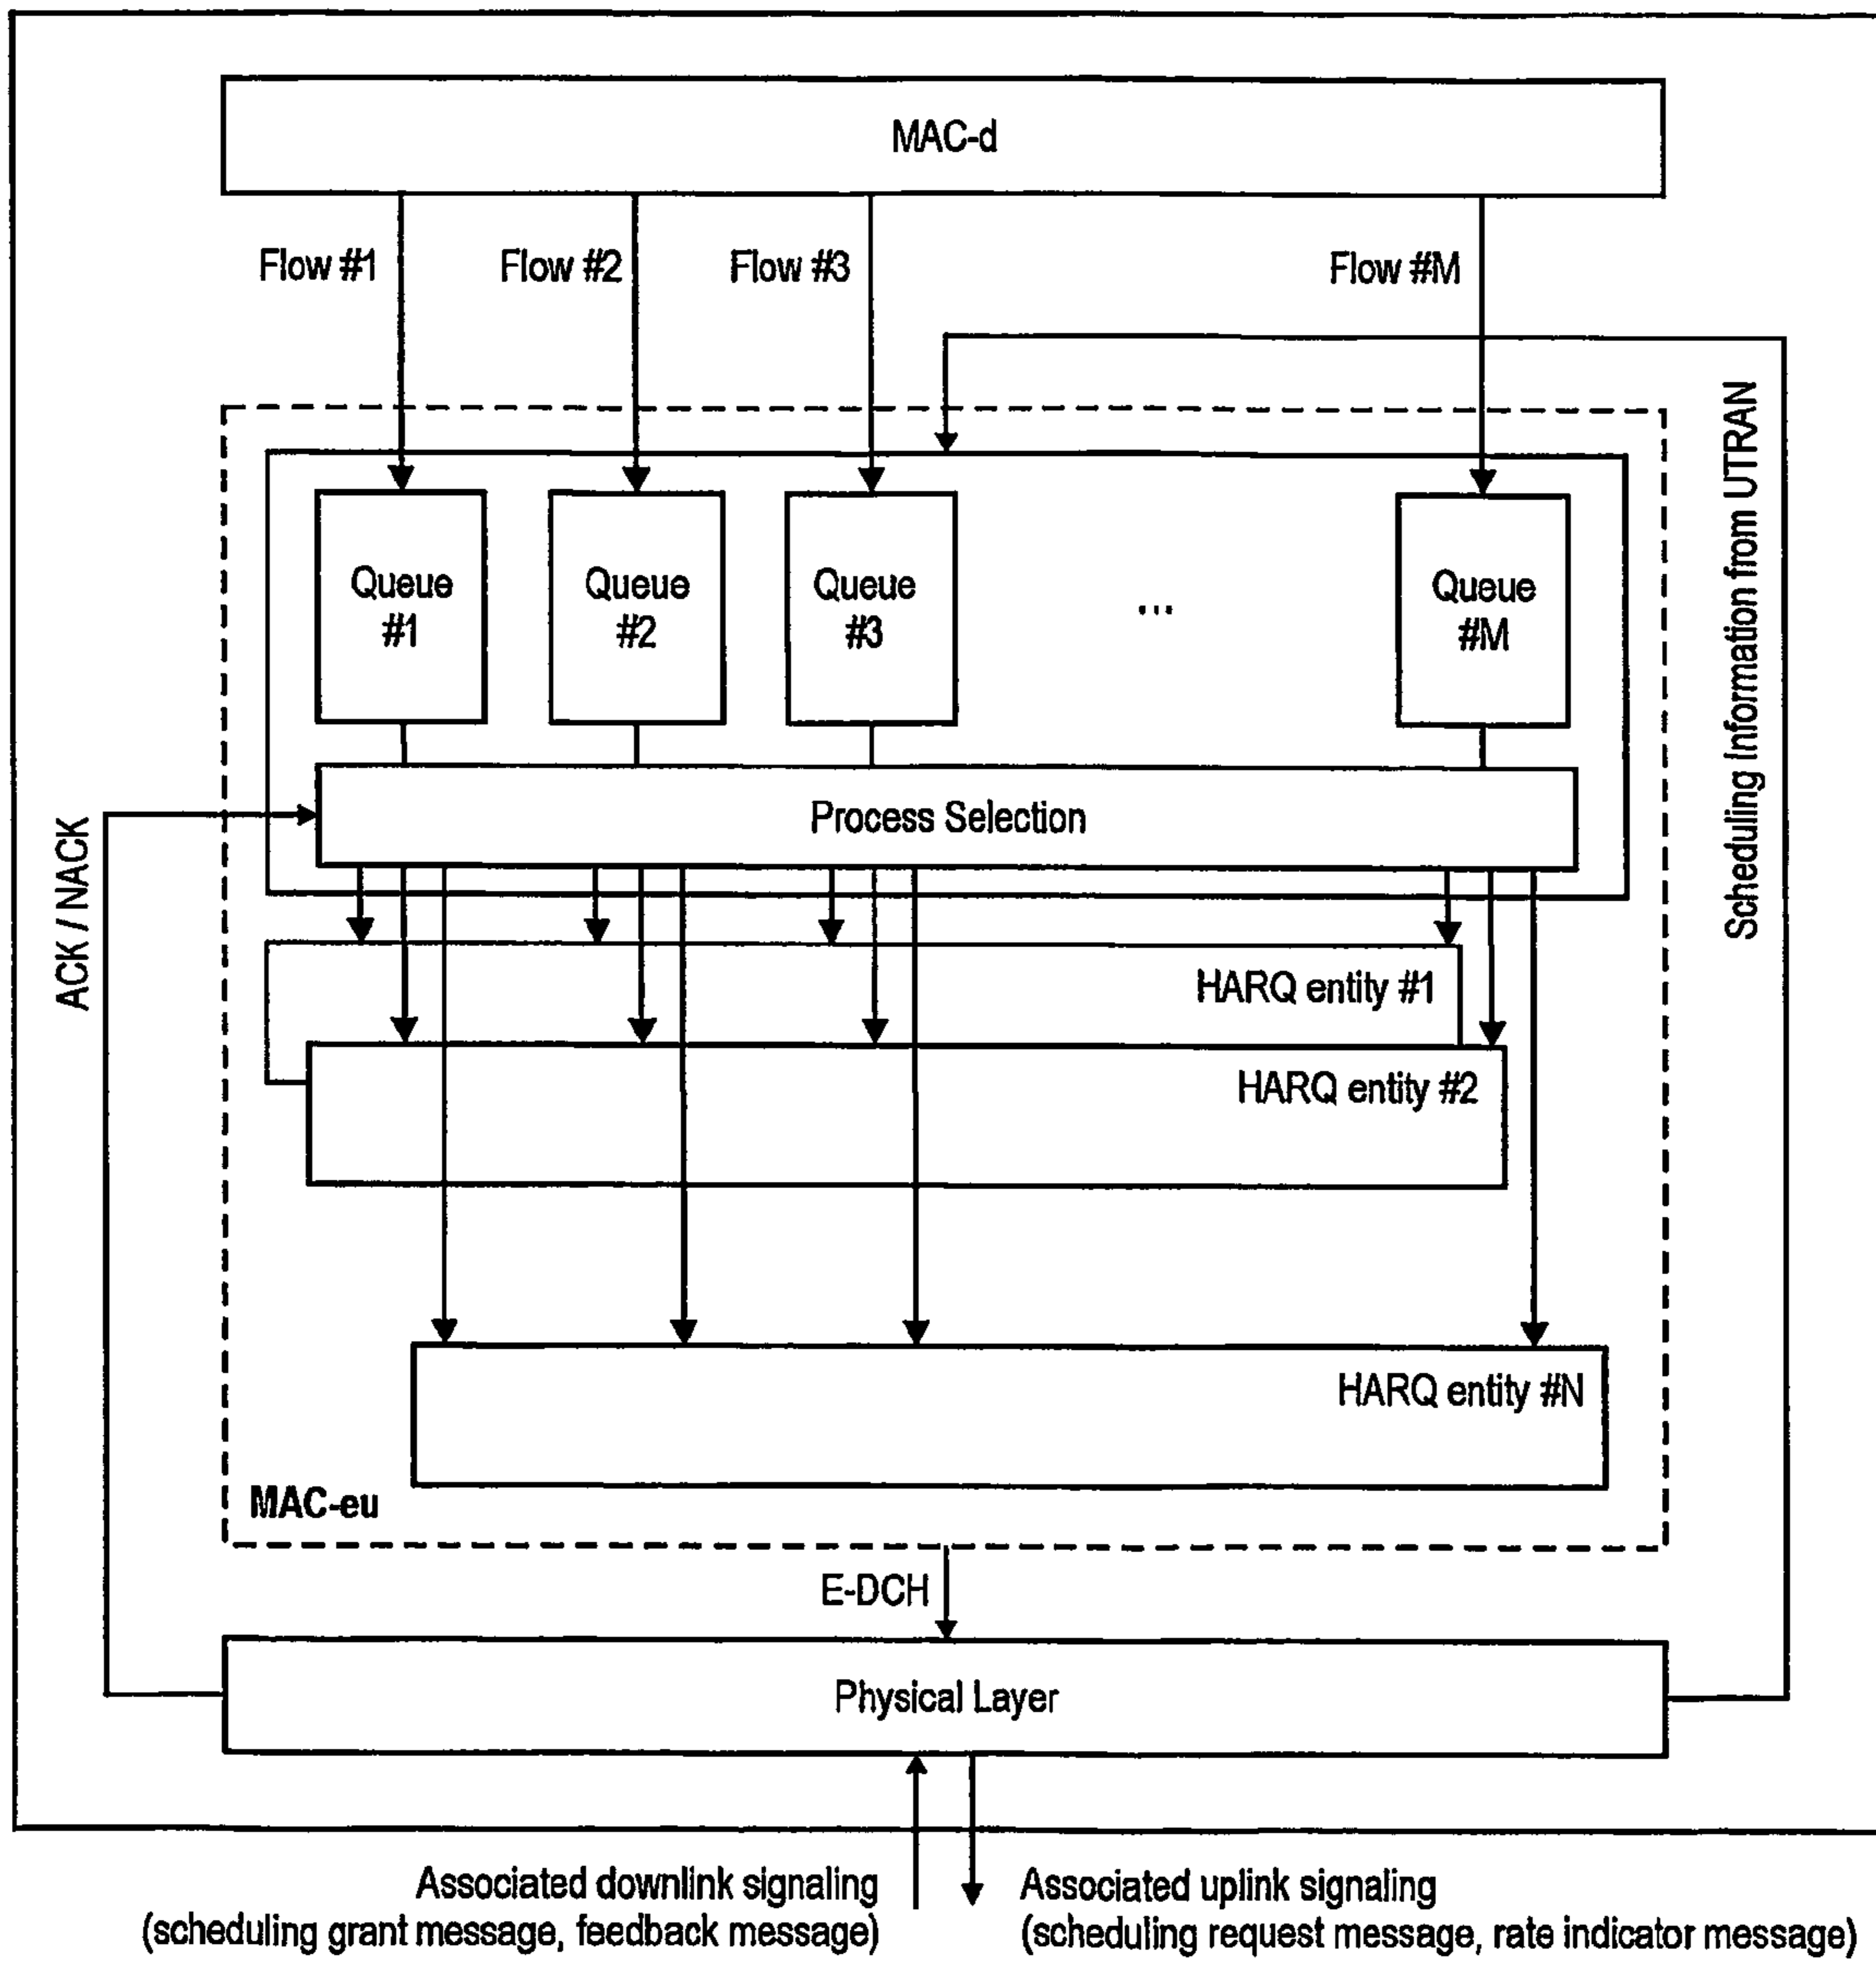 MAC-d
Flow #1
Flow #2
Flow #3
Flow #M
Scheduling Information from UTRAN
Queue
#1
Queue
#2
Queue
#3
...
Queue
#M
Process Selection
ACK / NACK
HARQ entity #1
HARQ entity #2
HARQ entity #N
MAC-eu
E-DCH
Physical Layer
Associated downlink signaling
(scheduling grant message, feedback message)
Associated uplink signaling
(scheduling request message, rate indicator message)